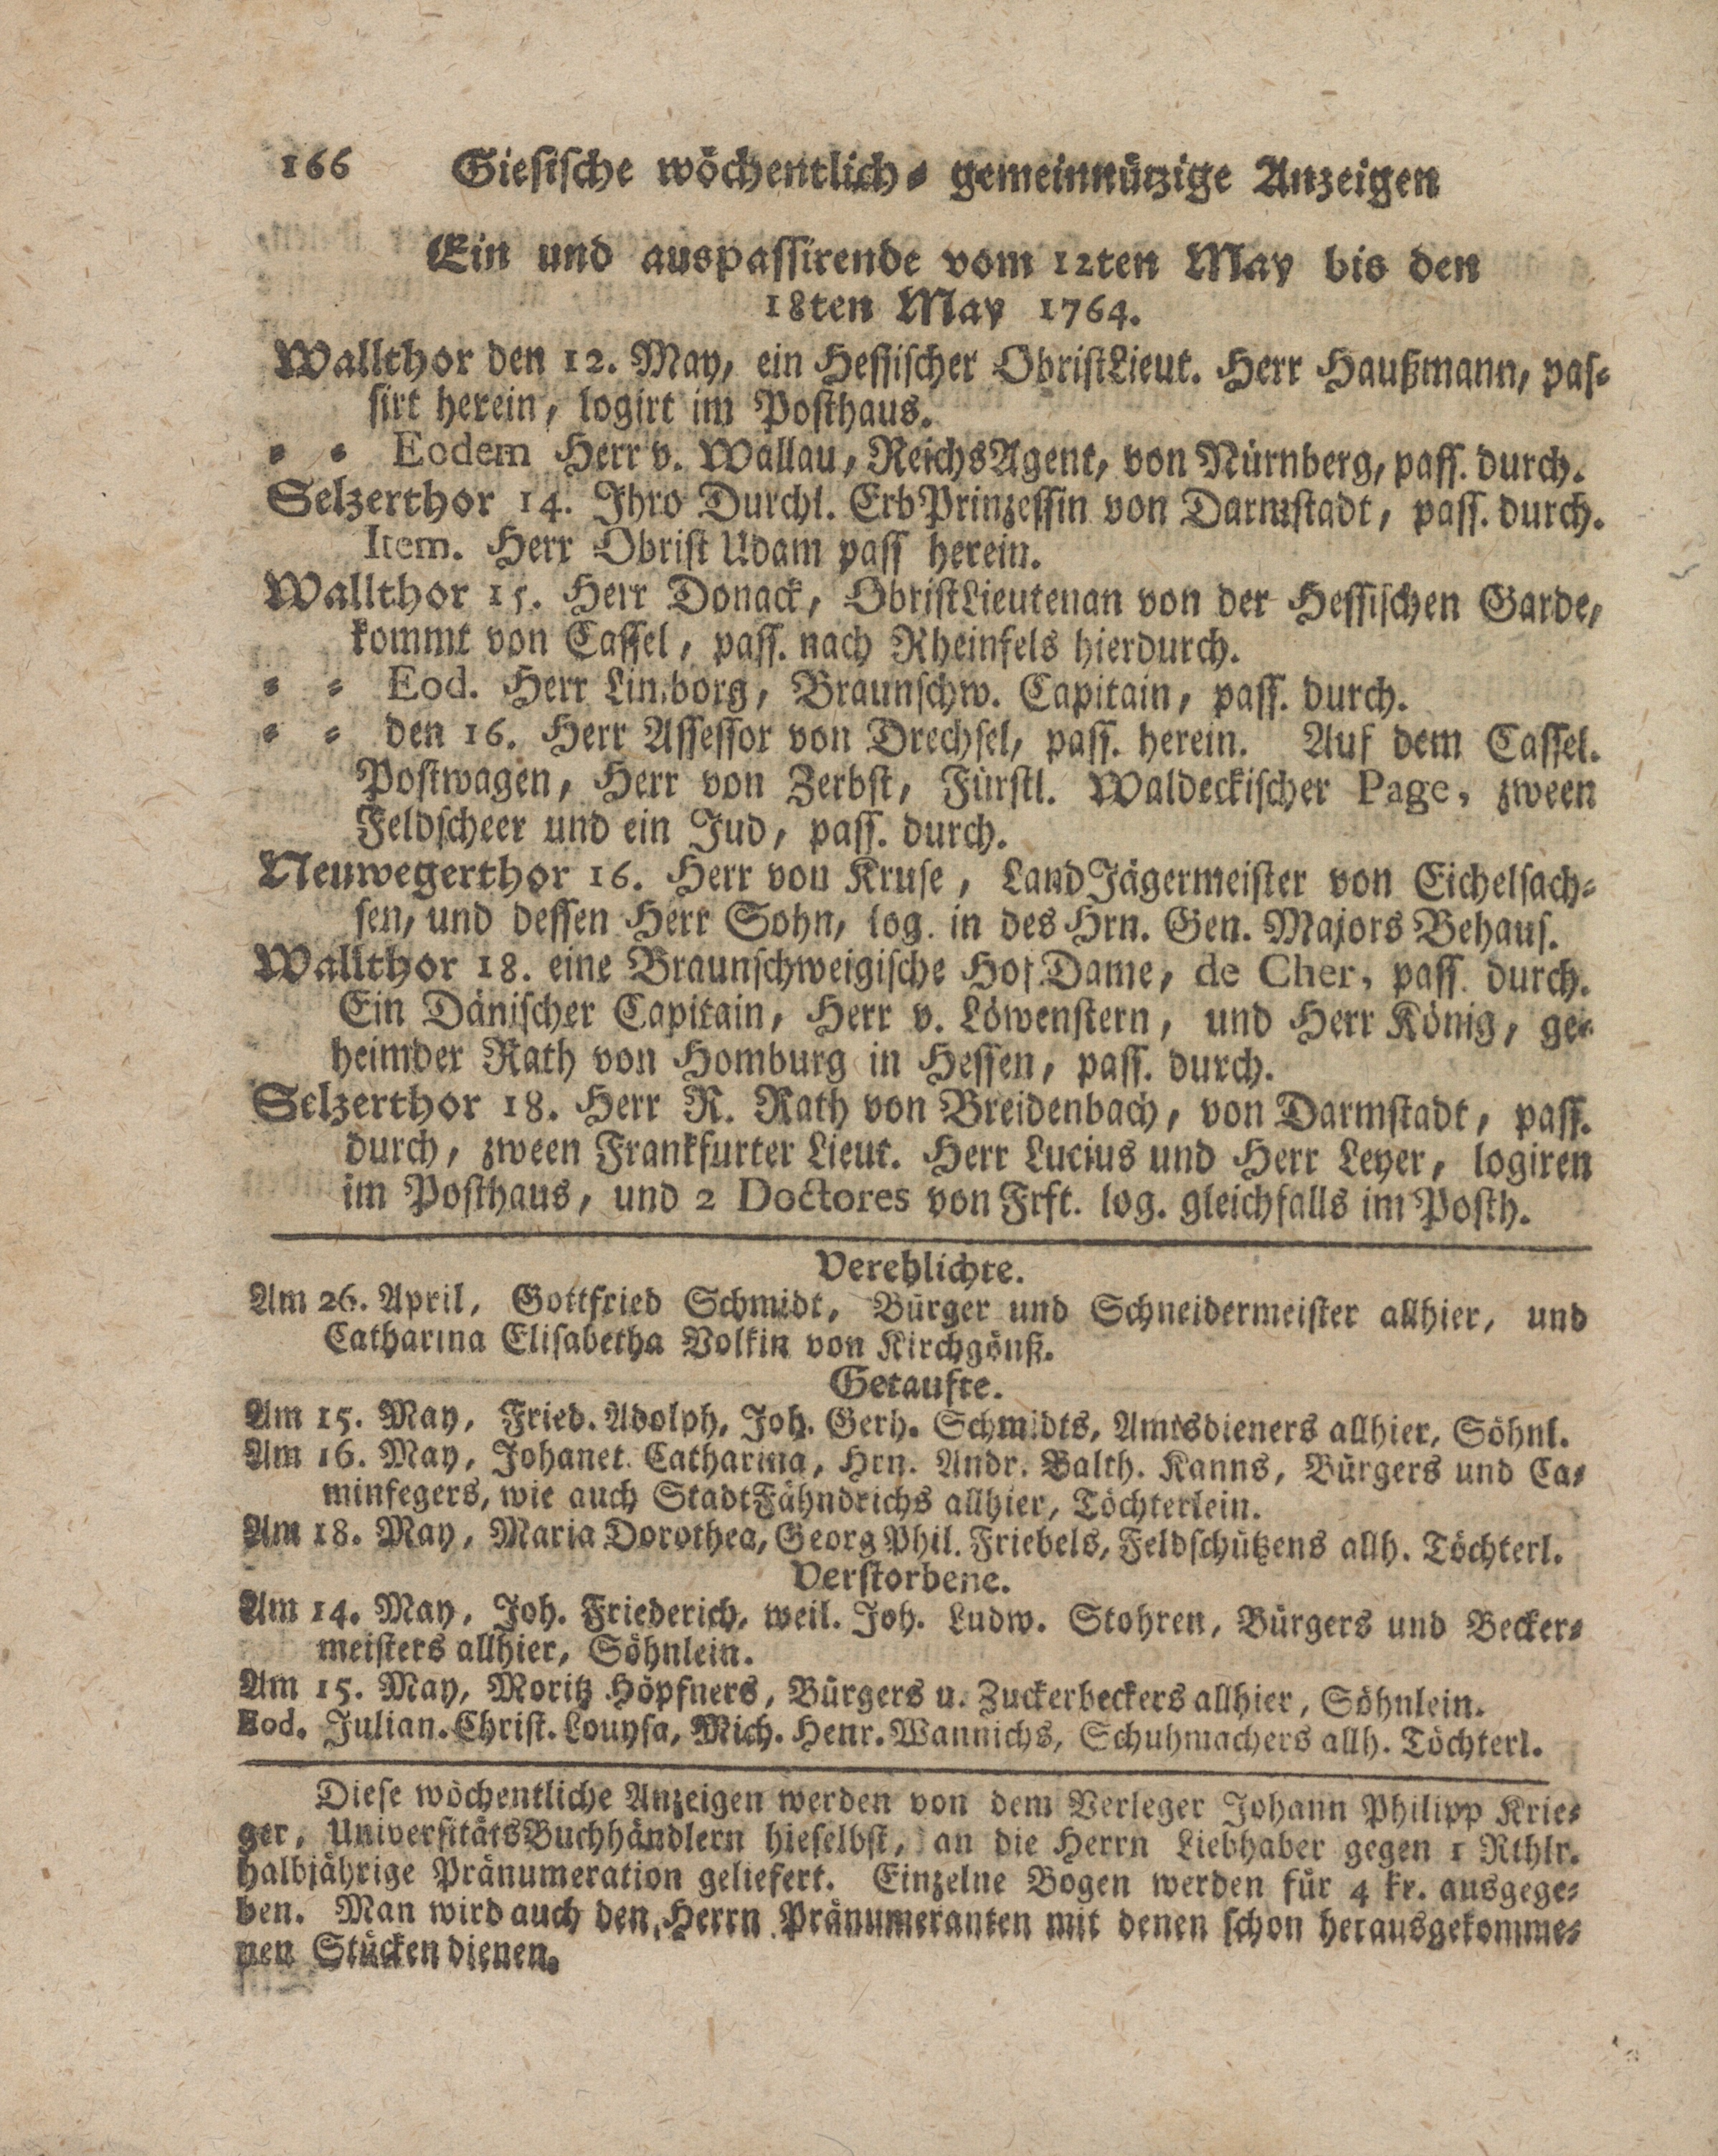 166 Giesische wöchentlich⸗ gemeinnützige Anzeigen
Ein und auspassirende vom 12ten May bis den
18ten May 1764.
Wallthor den 12. May, ein Hessischer ObristLieut. Herr Haußmann, pas⸗
sirt herein, logirt im Posthaus.
⸗ ⸗ Eodem Herr v. Wallau, ReichsAgent, von Nürnberg, pass. durch.
Selzerthor 14. Ihro Durchl. ErbPrinzessin von Darmstadt, pass. durch.
Item. Herr Obrist Adam pass herein.
Wallthor 15. Herr Donack, ObristLieutenan von der Hessischen Garde,
kommt von Cassel, pass. nach Rheinfels hierdurch.
⸗ ⸗ Eod. Herr Limborg, Braunschw. Capitain, pass. durch.
⸗ ⸗ den 16. Herr Assessor von Drechsel, pass. herein. Auf dem Cassel.
Postwagen, Herr von Zerbst, Fürstl. Waldeckischer Page, zween
Feldscheer und ein Jud, pass. durch.
Neuwegerthor 16. Herr von Kruse, LandJägermeister von Eichelsach⸗
sen, und dessen Herr Sohn, log. in des Hrn. Gen. Majors Behaus.
Wallthor 18. eine Braunschweigische HofDame, de Cher, pass. durch.
Ein Dänischer Capitain, Herr v. Löwenstern, und Herr König, ge⸗
heimder Rath von Homburg in Hessen, pass. durch.
Selzerthor 18. Herr R. Rath von Breidenbach, von Darmstadt, pass.
durch, zween Frankfurter Lieut. Herr Lucius und Herr Leyer, logiren
im Posthaus, und 2 Doctores von Frft. log. gleichfalls im Posth.
Verehlichte.
Am 26. April, Gottfried Schmidt, Bürger und Schneidermeister allhier, und
Catharina Elisabetha Volkin von Kirchgönß.
Getaufte.
Am 15. May, Fried. Adolph, Joh. Gerh. Schmidts, Amtsdieners allhier, Söhnl.
Am 16. May, Johanet. Catharina, Hrn. Andr. Balth. Kanns, Bürgers und Ca⸗
minfegers, wie auch StadtFähndrichs allhier, Töchterlein.
Am 18. May, Maria Dorothea, Georg Phil. Friebels, Feldschützens allh. Töchterl.
Verstorbene.
Am 14. May, Joh. Friederich, weil. Joh. Ludw. Stohren, Bürgers und Becker⸗
meisters allhier, Söhnlein.
Am 15. May, Moritz Höpfners, Bürgers u. Zuckerbeckers allhier, Söhnlein.
Eod. Julian. Christ. Louysa, Mich. Henr. Wannichs, Schuhmachers allh. Töchterl.
Diese wöchentliche Anzeigen werden von dem Verleger Johann Philipp Krie⸗
ger, UniversitätsBuchhändlern hieselbst, an die Herrn Liebhaber gegen 1 Rthlr.
halbjährige Pränumeration geliefert. Einzelne Bogen werden für 4 kr. ausgege⸗
ben. Man wird auch den Herrn Pränumeranten mit denen schon herausgekomme⸗
nen Stücken dienen.